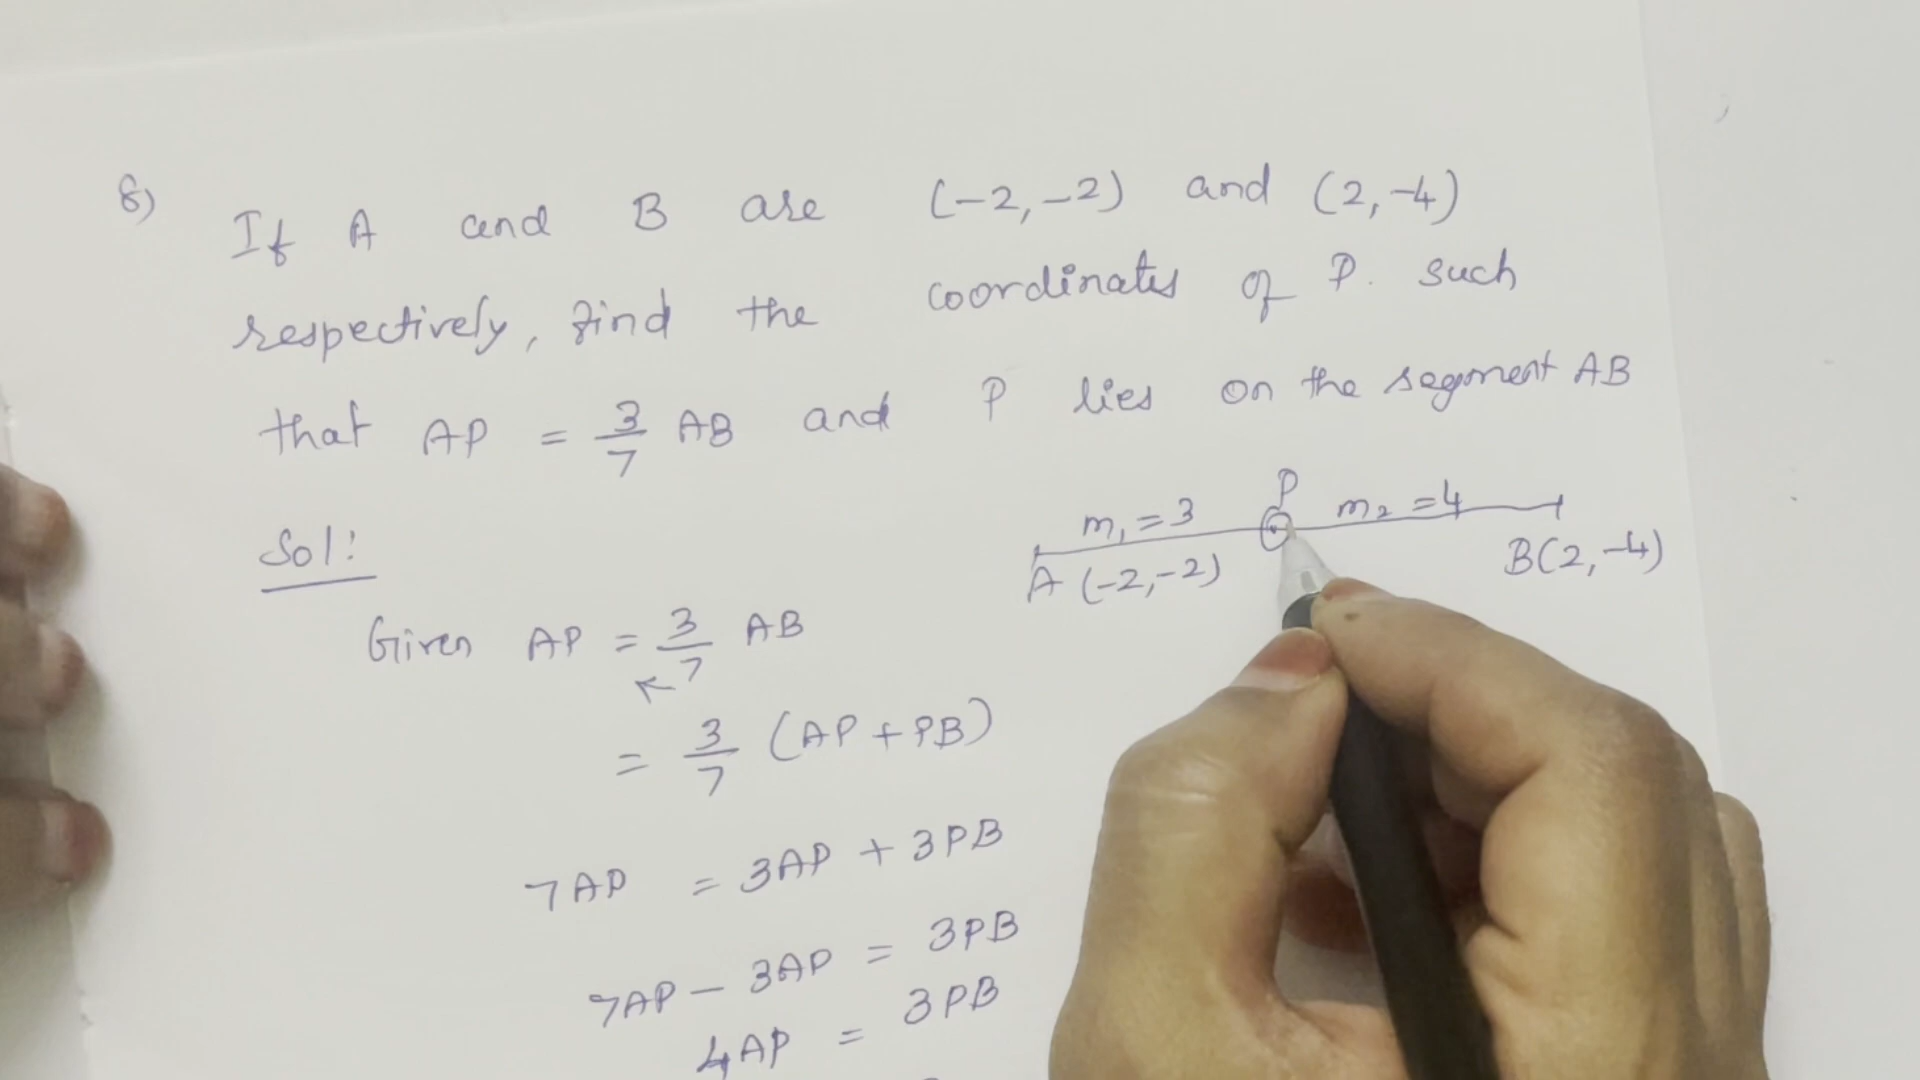 8) If A and B are (-2,-2) and (2,-4)
respectively, find the coordinates of P. such
that AP = 3/7 AB and P lies on the segment AB
Sol:
m₁=3 P m₂=4
A (-2,-2) B(2,-4)
Given AP = 3/7 AB
= 3/7 (AP+PB)
7AP = 3AP + 3PB
7AP - 3AP = 3PB
4AP = 3PB